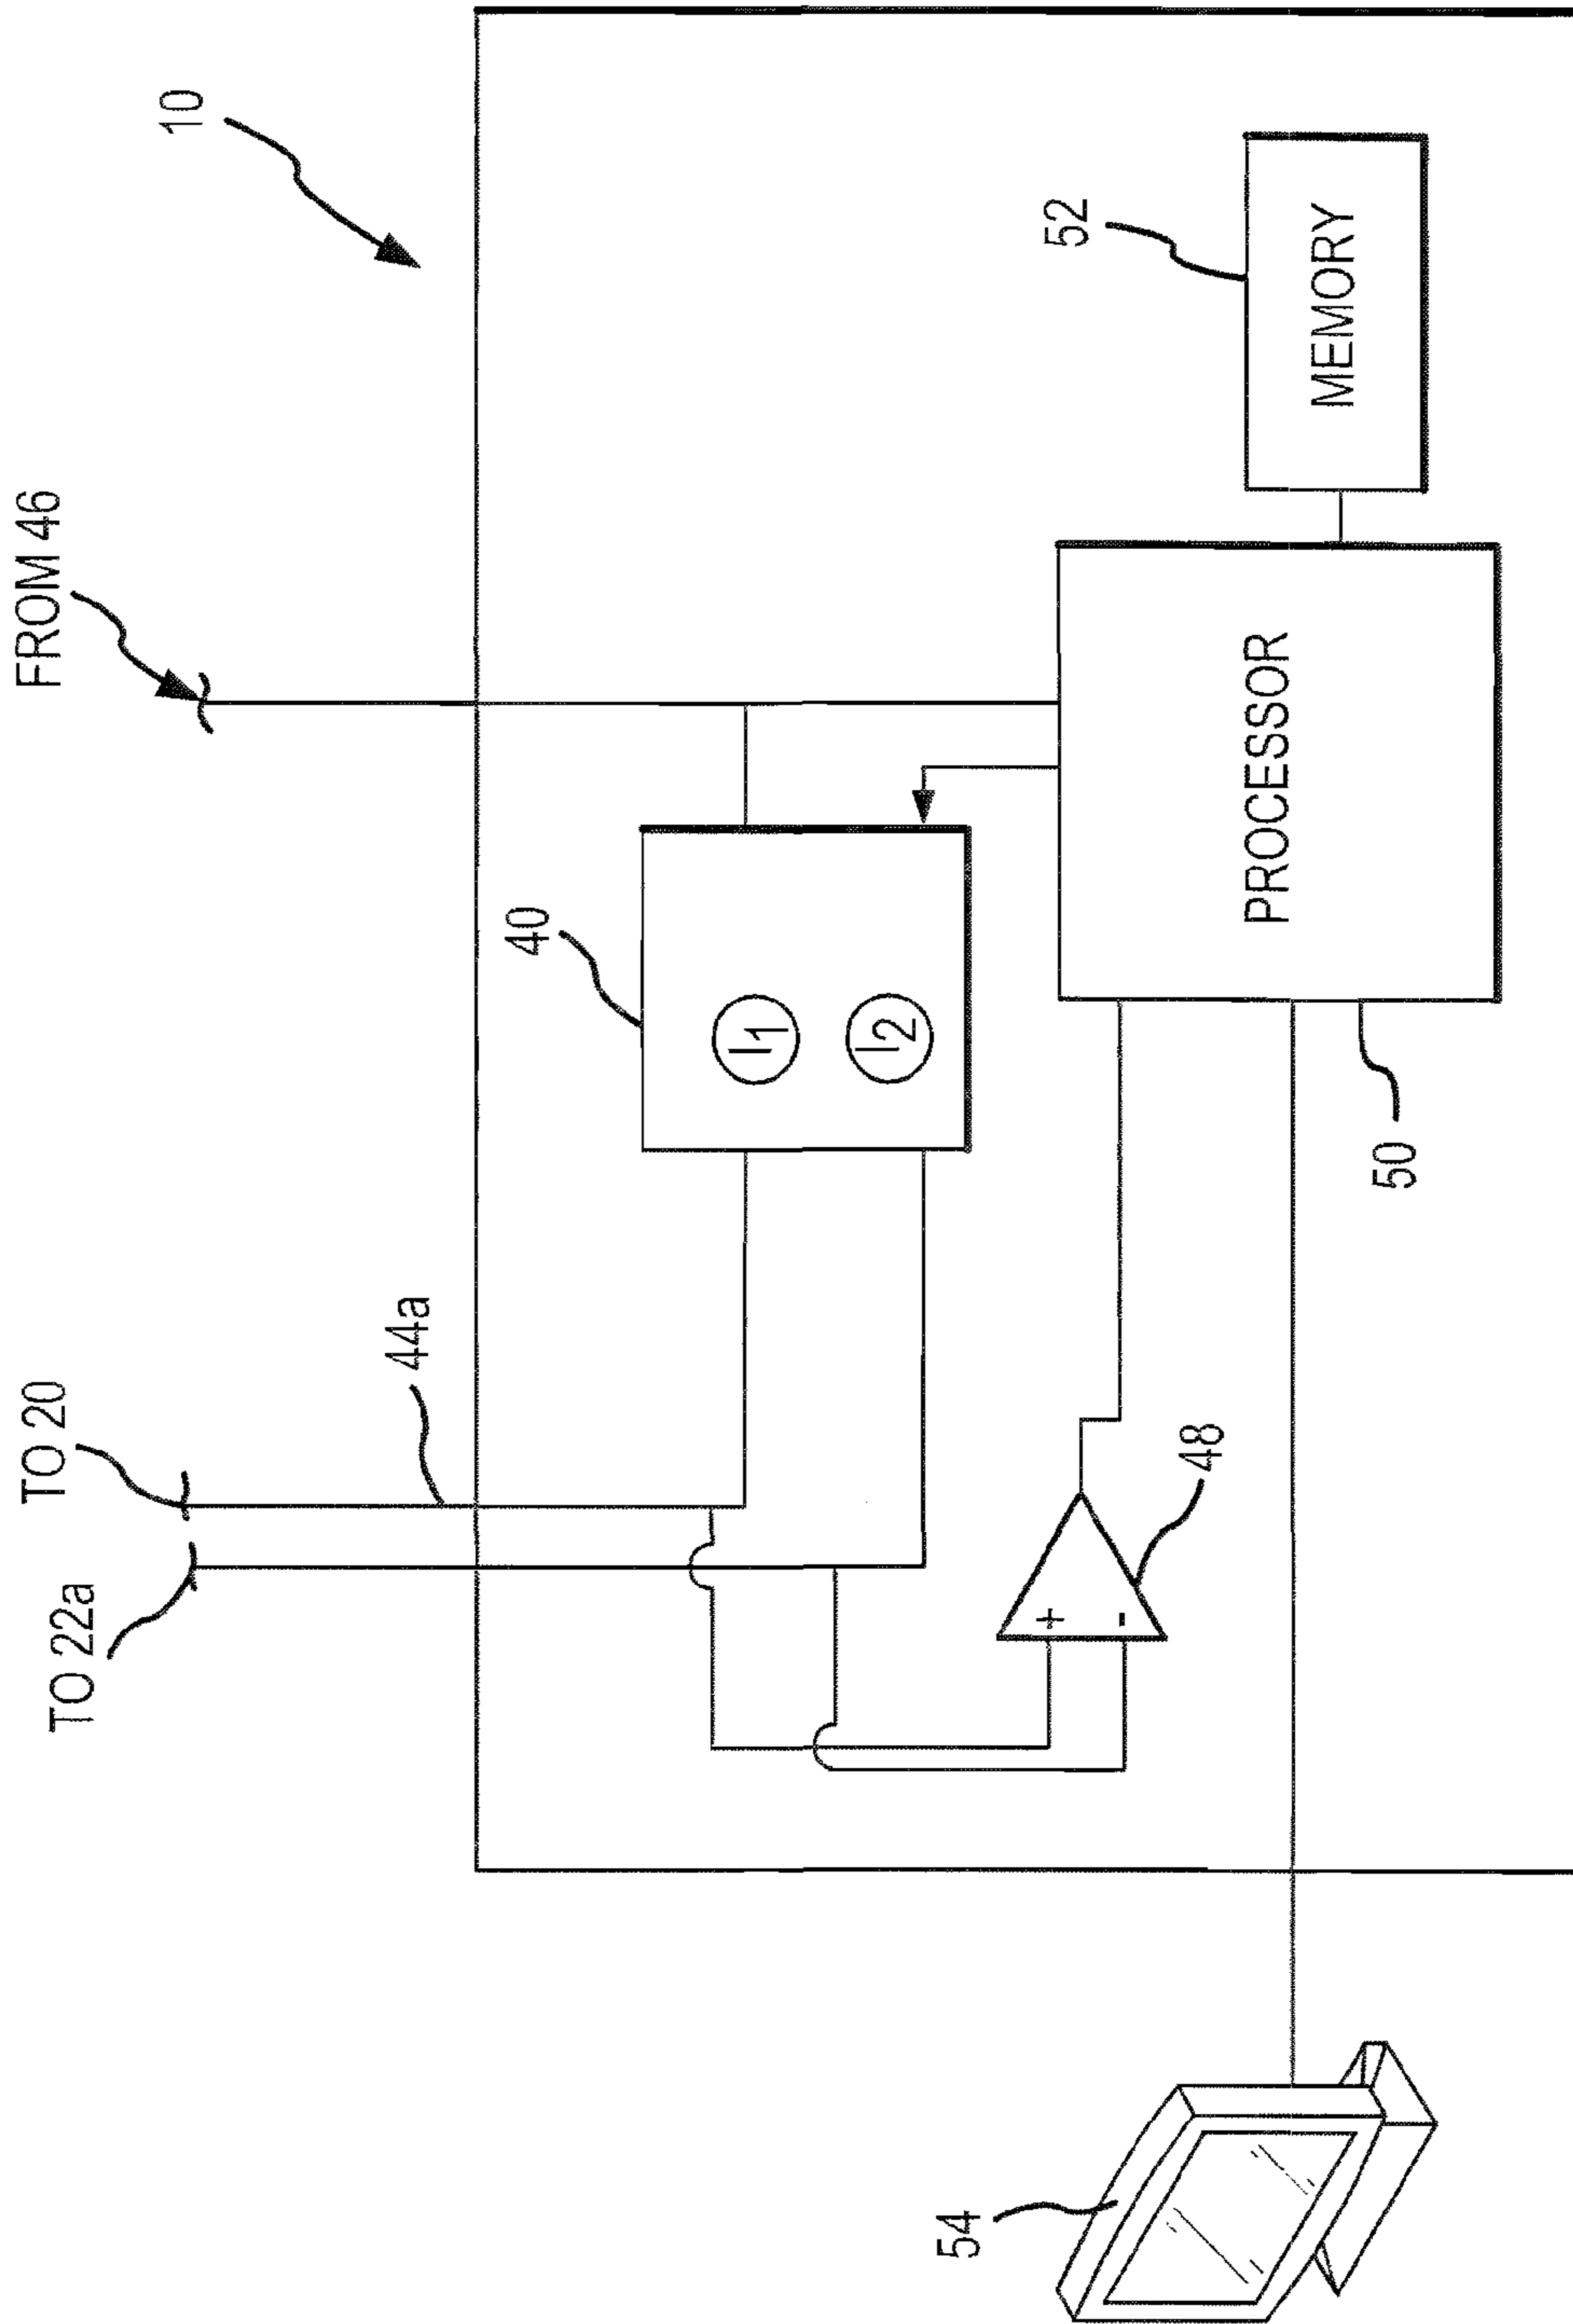 FROM 46
10
TO 20
TO 22a
44a
40
I1
I2
52
MEMORY
PROCESSOR
50
+
-
48
54